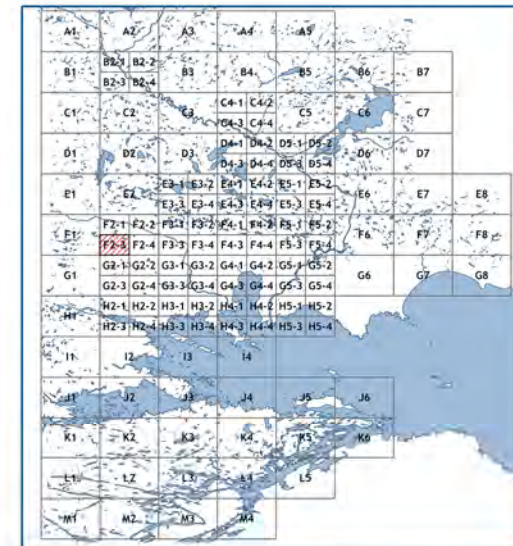 A1 A2 A3 A4 A5
B2-1 B2-2
B1 B3 B4 B5 B6 B7
B2-3 B2-4
C4-1 C4-2
C1 C2 C3 C5 C6 C7
C4-3 C4-4
D4-1 D4-2 D5-1 D5-2
D1 D2 D3 D6 D7
D4-3 D4-4 D5-3 D5-4
E3-1 E3-2 E4-1 E4-2 E5-1 E5-2
E1 E2 E6 E7 E8
E3-3 E3-4 E4-3 E4-4 E5-3 E5-4
F2-1 F2-2 F3-1 F3-2 F4-1 F4-2 F5-1 F5-2
F1 F6 F7 F8
F2-3 F2-4 F3-3 F3-4 F4-3 F4-4 F5-3 F5-4
G2-1 G2-2 G3-1 G3-2 G4-1 G4-2 G5-1 G5-2
G1 G6 G7 G8
G2-3 G2-4 G3-3 G3-4 G4-3 G4-4 G5-3 G5-4
H2-1 H2-2 H3-1 H3-2 H4-1 H4-2 H5-1 H5-2
H1
H2-3 H2-4 H3-3 H3-4 H4-3 H4-4 H5-3 H5-4
I1 I2 I3 I4
J1 J2 J3 J4 J5 J6
K1 K2 K3 K4 K5 K6
L1 L2 L3 L4 L5
M1 M2 M3 M4